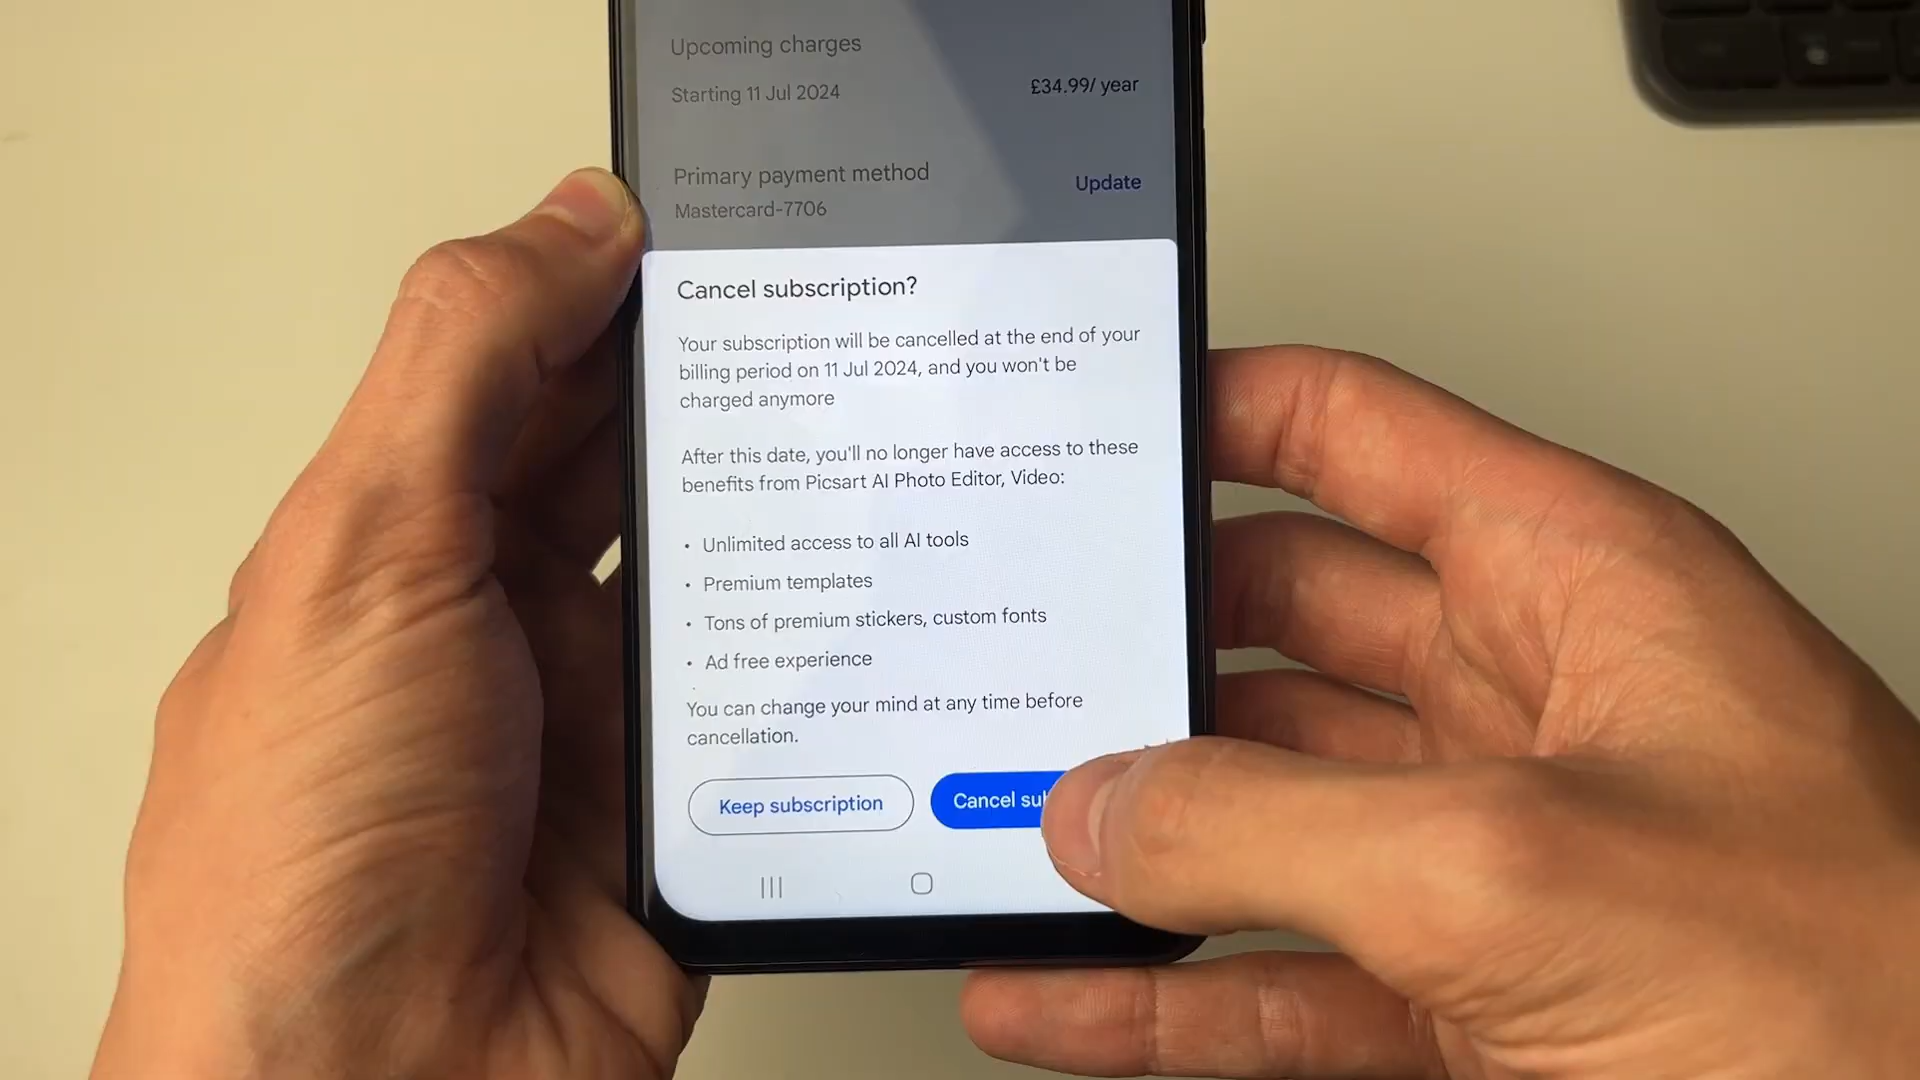 Upcoming charges
Starting 11 Jul 2024
£34.99/ year
Primary payment method
Update
Mastercard-7706
Cancel subscription?
Your subscription will be cancelled at the end of your
billing period on 11 Jul 2024, and you won't be
charged anymore
After this date, you'll no longer have access to these
benefits from Picsart AI Photo Editor, Video:
• Unlimited access to all AI tools
• Premium templates
• Tons of premium stickers, custom fonts
• Ad free experience
You can change your mind at any time before
cancellation.
Keep subscription
Cancel